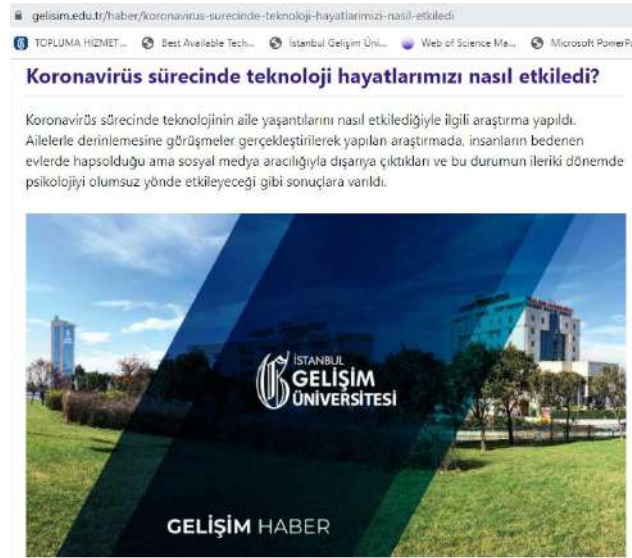 gelisim.edu.tr/haber/koronavirus-surecinde-teknoloji-hayatlarimizi-nasil-etkiledi
TOPLUMA HİZMET... Best Available Tech... İstanbul Gelişim Üni... Web of Science Ma... Microsoft PowerP
Koronavirüs sürecinde teknoloji hayatlarımızı nasıl etkiledi?
Koronavirüs sürecinde teknolojinin aile yaşantılarını nasıl etkilediğiyle ilgili araştırma yapıldı.
Ailelerle derinlemesine görüşmeler gerçekleştirilerek yapılan araştırmada, insanların bedenen
evlerde hapsolduğu ama sosyal medya aracılığıyla dışarıya çıktıkları ve bu durumun ileriki dönemde
psikolojiyi olumsuz yönde etkileyeceği gibi sonuçlara varıldı.
İSTANBUL
GELİŞİM
ÜNİVERSİTESİ
GELİŞİM HABER